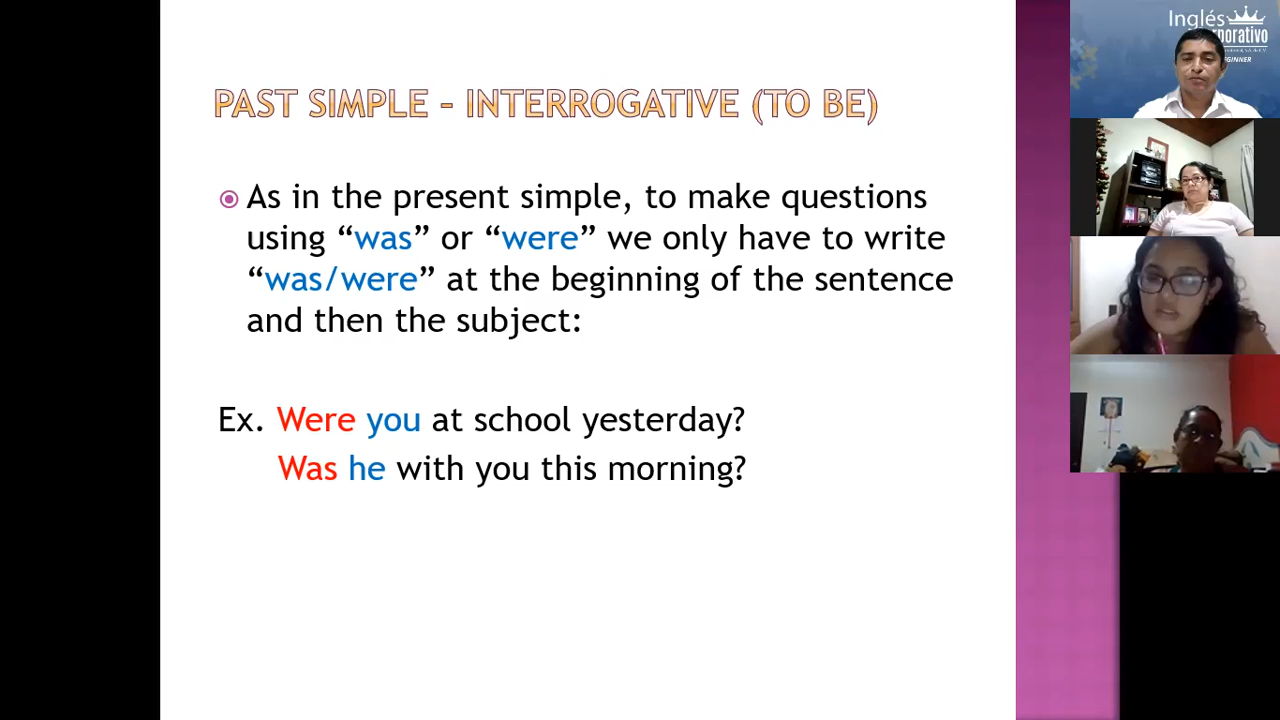 PAST SIMPLE – INTERROGATIVE (TO BE)
As in the present simple, to make questions
using “was” or “were” we only have to write
“was/were” at the beginning of the sentence
and then the subject:
Ex. Were you at school yesterday?
Was he with you this morning?
Inglés